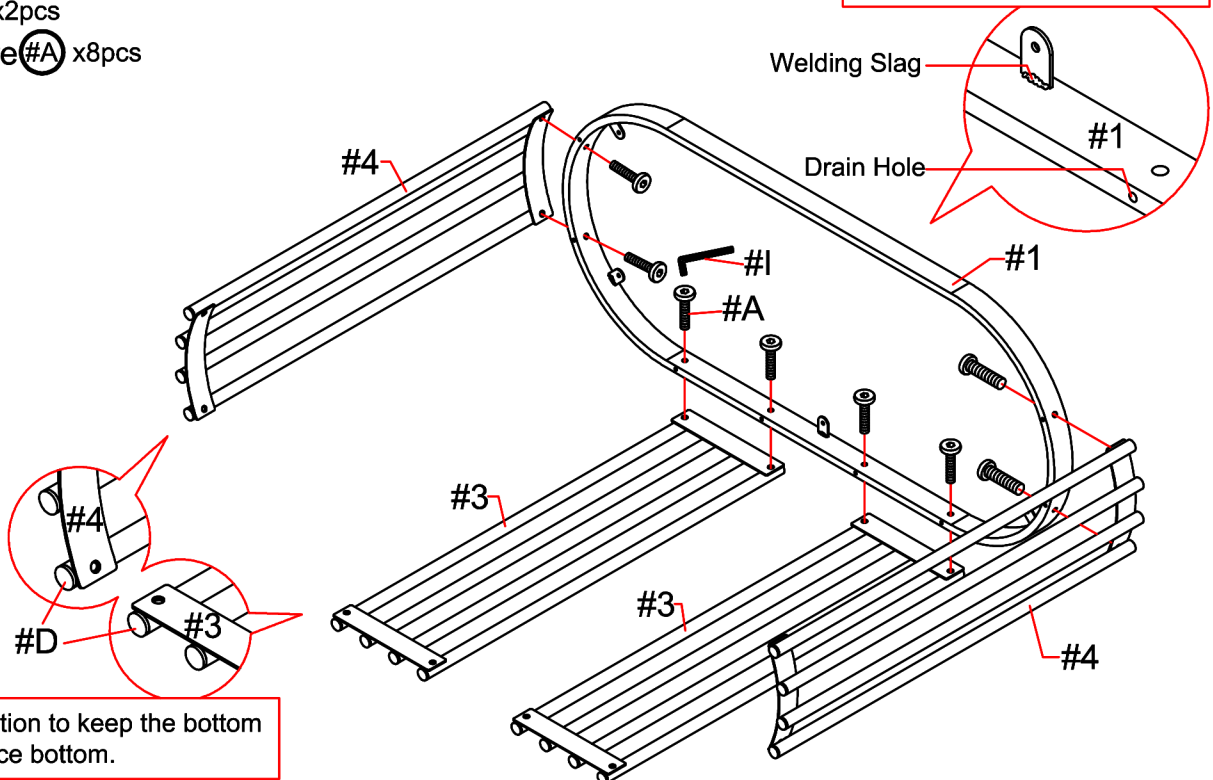 x2pcs
e #A x8pcs
Welding Slag
#1
Drain Hole
#4
#I
#1
#A
#3
#4
#3
#D
#3
#4
tion to keep the bottom
ce bottom.